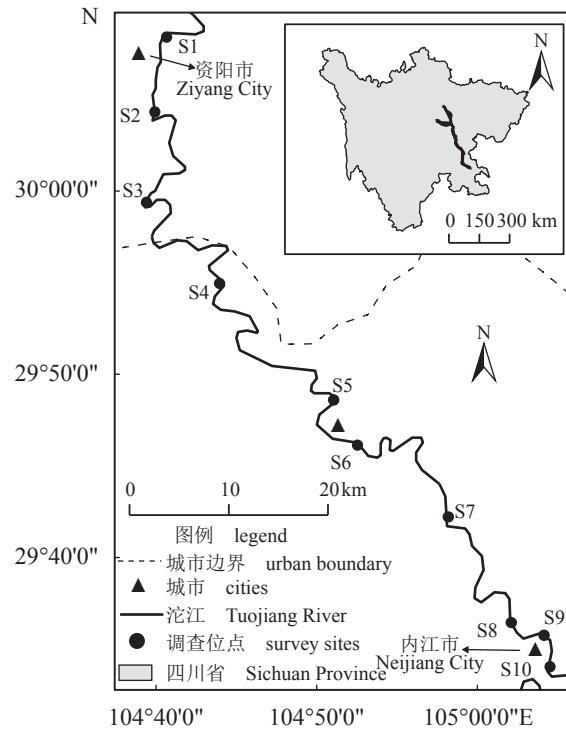 N
S1
资阳市
Ziyang City
S2
N
0 150 300 km
30°00′0″
S3
S4
N
29°50′0″
S5
S6
0 10 20 km
S7
图例 legend
29°40′0″
城市边界 urban boundary
城市 cities
沱江 Tuojiang River
S8
S9
调查位点 survey sites
内江市
Neijiang City
S10
四川省 Sichuan Province
104°40′0″ 104°50′0″ 105°00′0″E